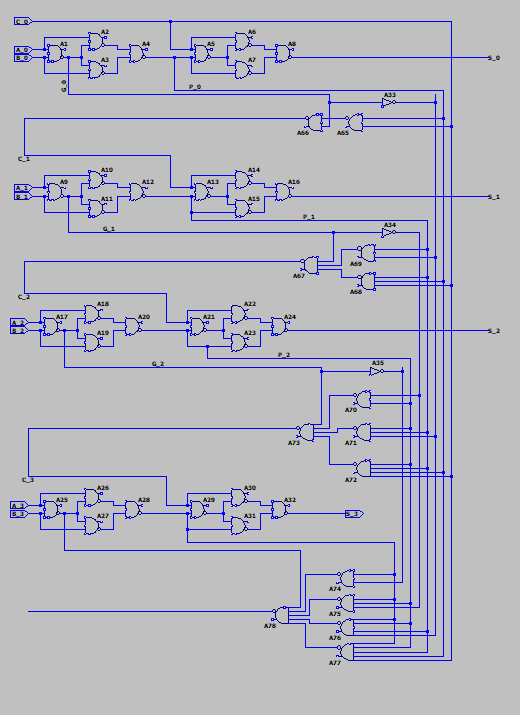 C_0
A2 A6
A_0 A1 A4 A5 A8
B_0 S_0
A3 A7
G_0 P_0
A33
A66 A65
C_1
A10 A14
A9 A12 A13 A16
A_1
B_1 S_1
A11 A15
P_1
G_1 A34
A69
A67
A68
C_2
A18 A22
A17 A20 A21 A24
A_2
B_2 S_2
A19 A23
P_2
G_2 A35
A70
A73 A71
A72
C_3
A26 A30
A25 A28 A29 A32
A_3
B_3 S_3
A27 A31
A74
A75
A78
A76
A77